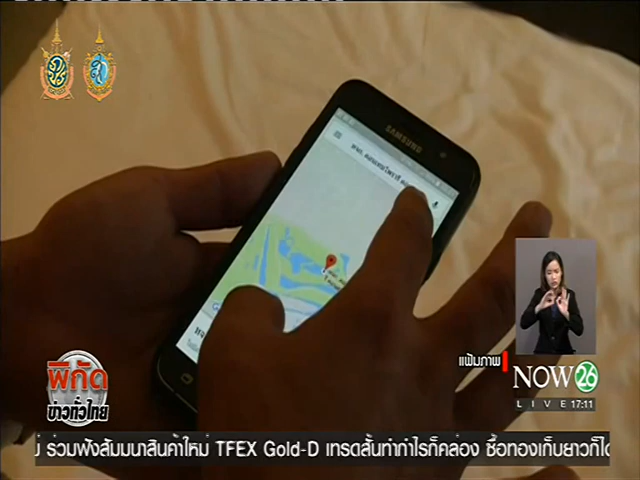 SAMSUNG
แฟ้มภาพ
NOW26
LIVE 17:11
พิกัด
ข่าวทั่วไทย
ร่วมฟังสัมมนาสินค้าใหม่ TFEX Gold-D เทรดสั้นทำกำไรก็คล่อง ซื้อทองเก็บยาวก็ได้